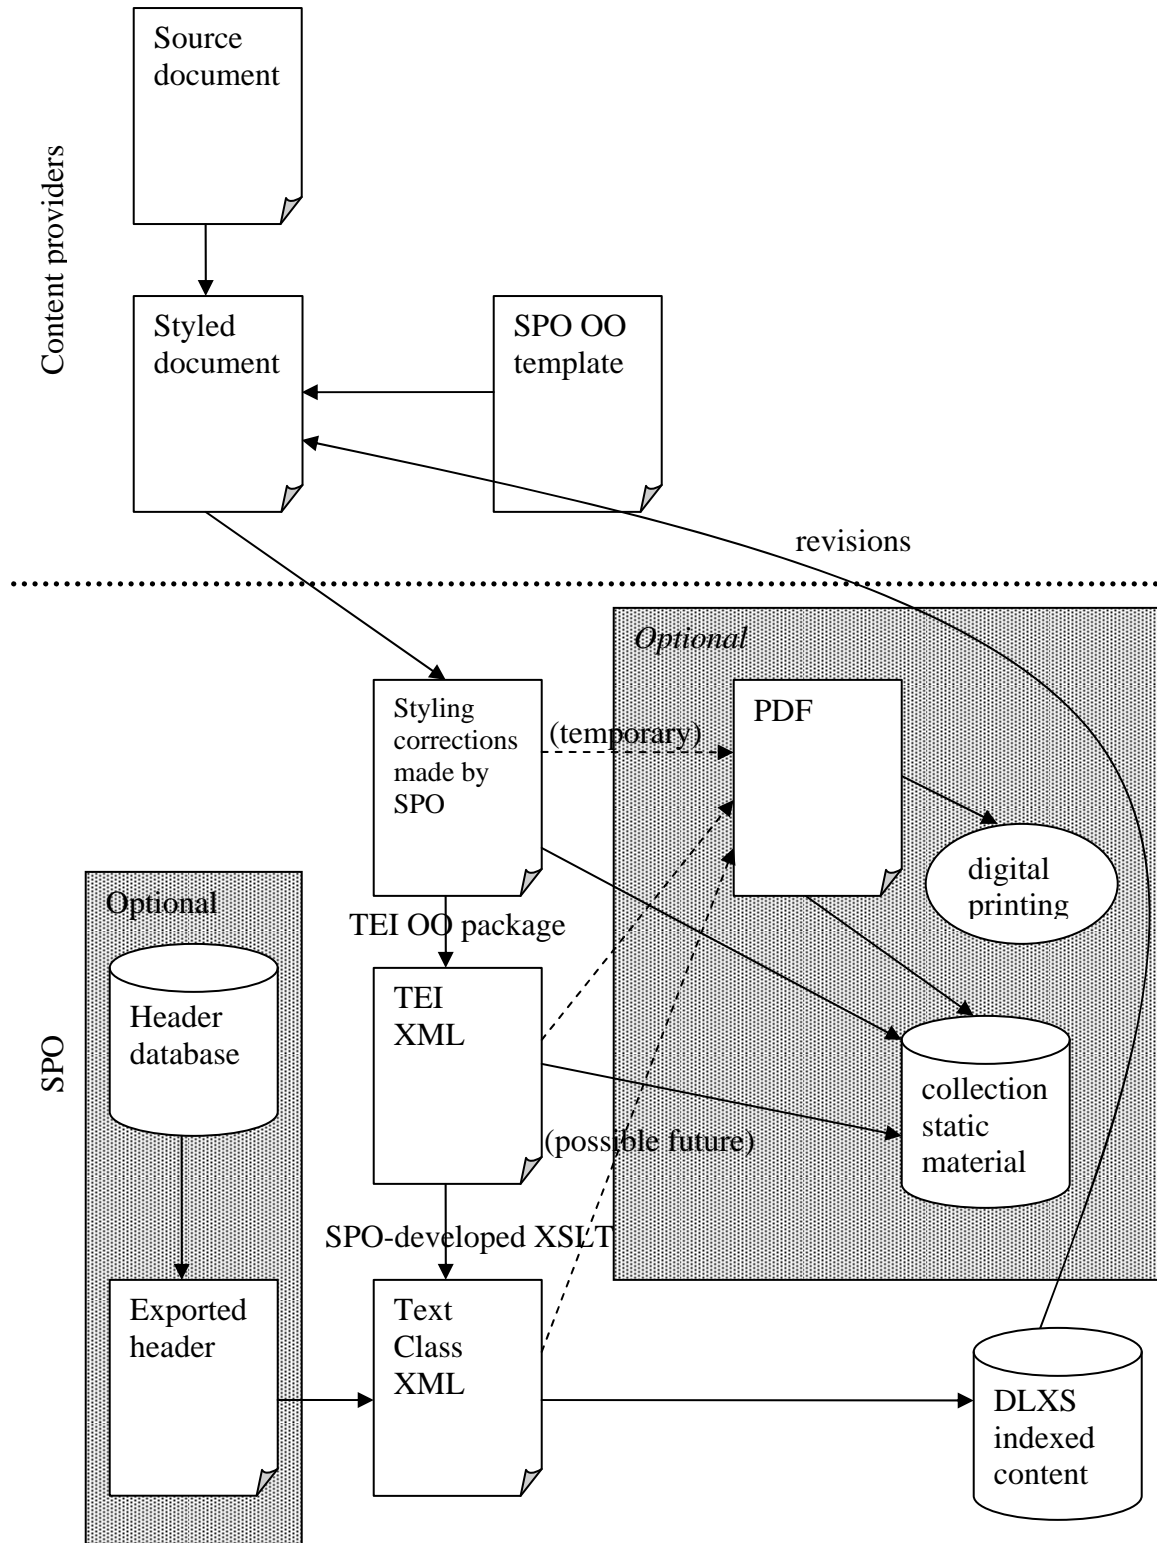 Source
document
Content providers
Styled
document
SPO OO
template
revisions
Optional
Styling
corrections
made by
SPO
(temporary)
PDF
digital
printing
Optional
TEI OO package
Header
database
TEI
XML
SPO
collection
static
material
(possible future)
SPO-developed XSLT
Exported
header
Text
Class
XML
DLXS
indexed
content